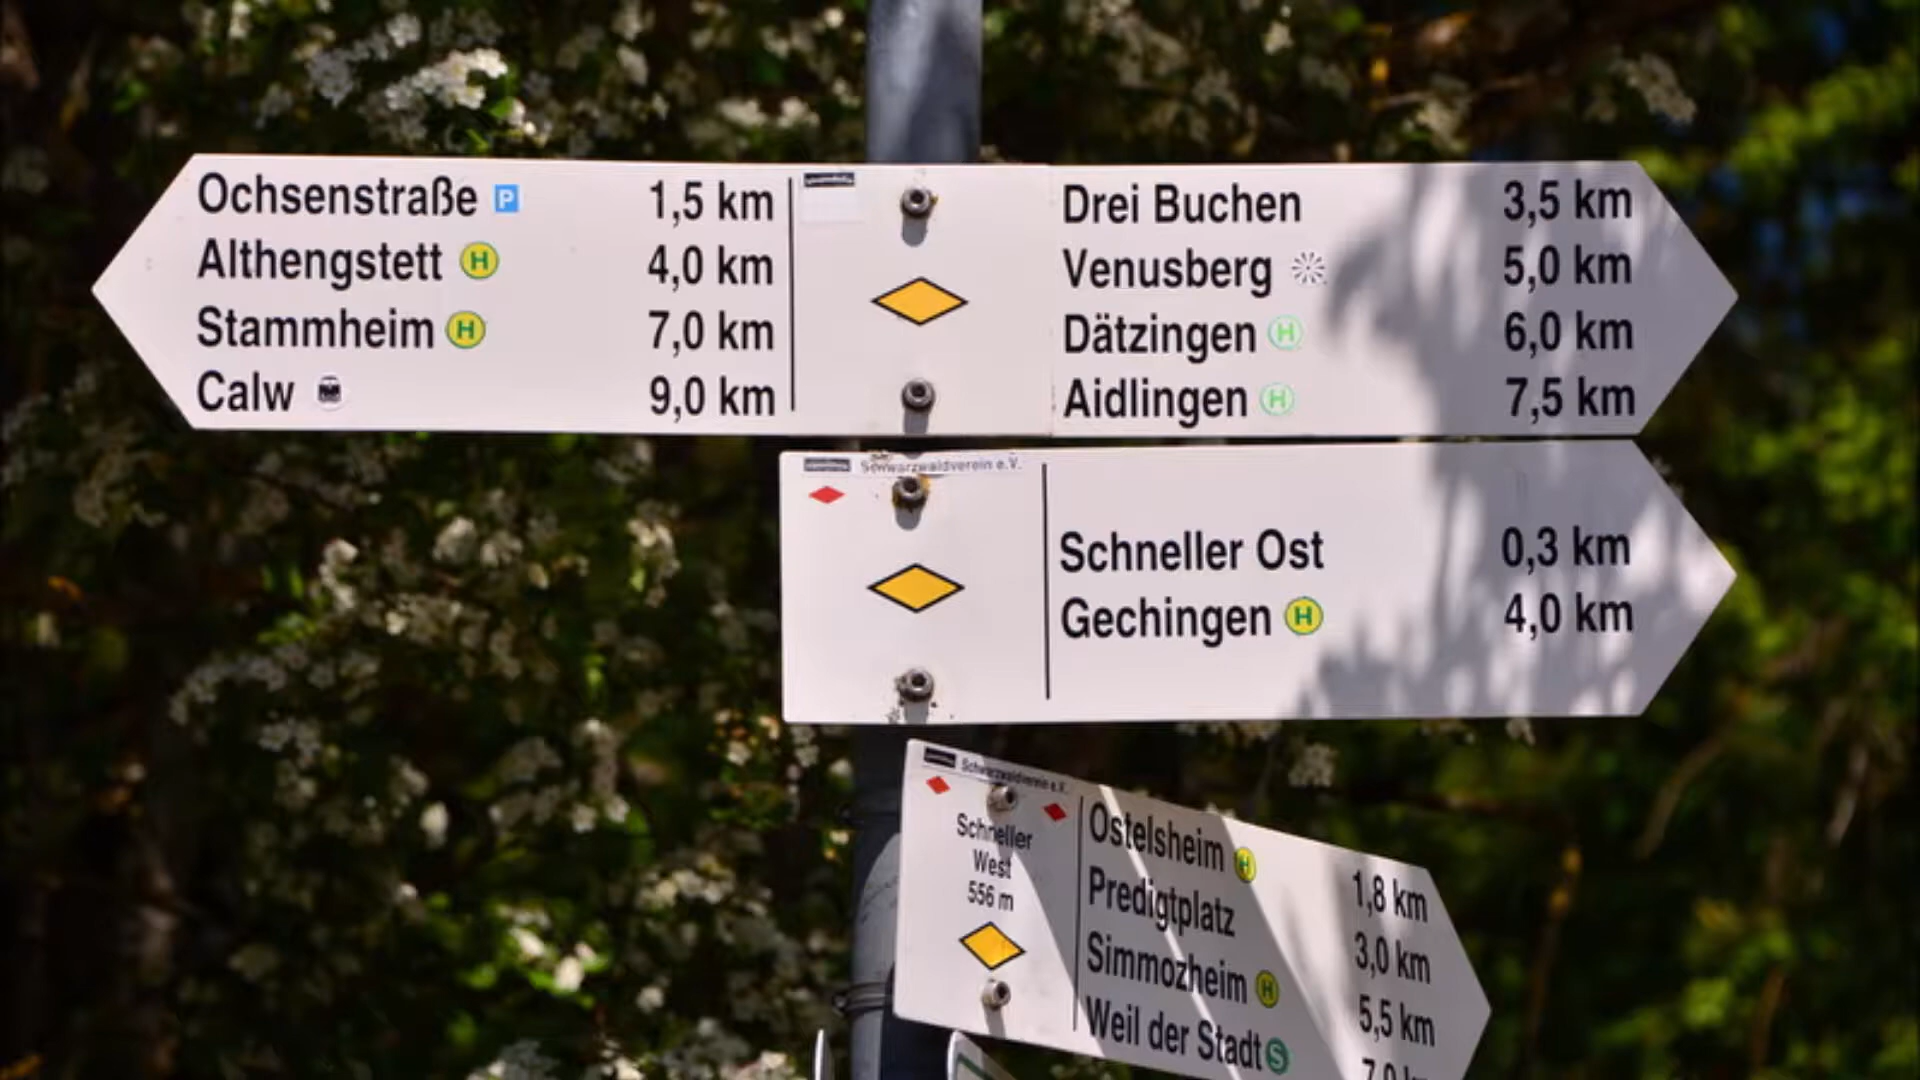 Ochsenstraße P 1,5 km
Althengstett H 4,0 km
Stammheim H 7,0 km
Calw 9,0 km
Drei Buchen 3,5 km
Venusberg 5,0 km
Dätzingen H 6,0 km
Aidlingen H 7,5 km
Schwarzwaldverein e.V.
Schneller Ost 0,3 km
Gechingen H 4,0 km
Schwarzwaldverein e.V.
Schneller
West
556 m
Ostelsheim H 1,8 km
Predigtplatz 3,0 km
Simmozheim H 5,5 km
Weil der Stadt S 7,0